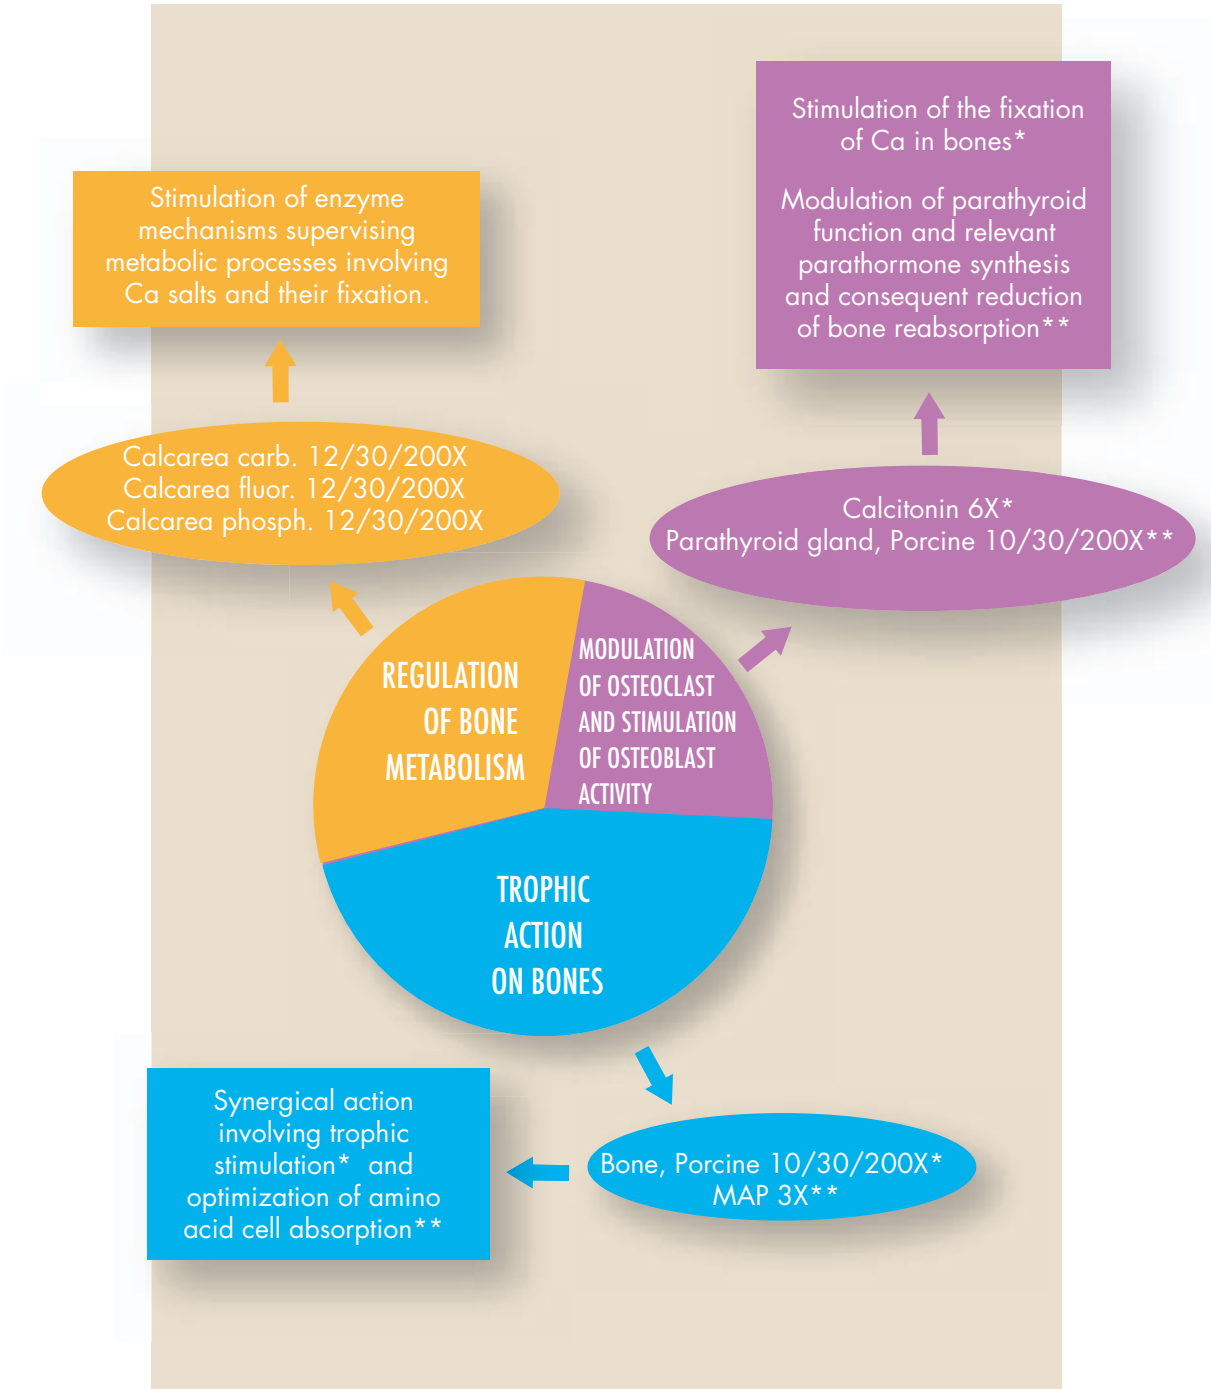 Stimulation of the fixation
of Ca in bones*
Modulation of parathyroid
function and relevant
parathormone synthesis
and consequent reduction
of bone reabsorption**
Stimulation of enzyme
mechanisms supervising
metabolic processes involving
Ca salts and their fixation.
Calcarea carb. 12/30/200X
Calcarea fluor. 12/30/200X
Calcarea phosph. 12/30/200X
Calcitonin 6X*
Parathyroid gland, Porcine 10/30/200X**
REGULATION
OF BONE
METABOLISM
MODULATION
OF OSTEOCLAST
AND STIMULATION
OF OSTEOBLAST
ACTIVITY
TROPHIC
ACTION
ON BONES
Synergical action
involving trophic
stimulation* and
optimization of amino
acid cell absorption**
Bone, Porcine 10/30/200X*
MAP 3X**